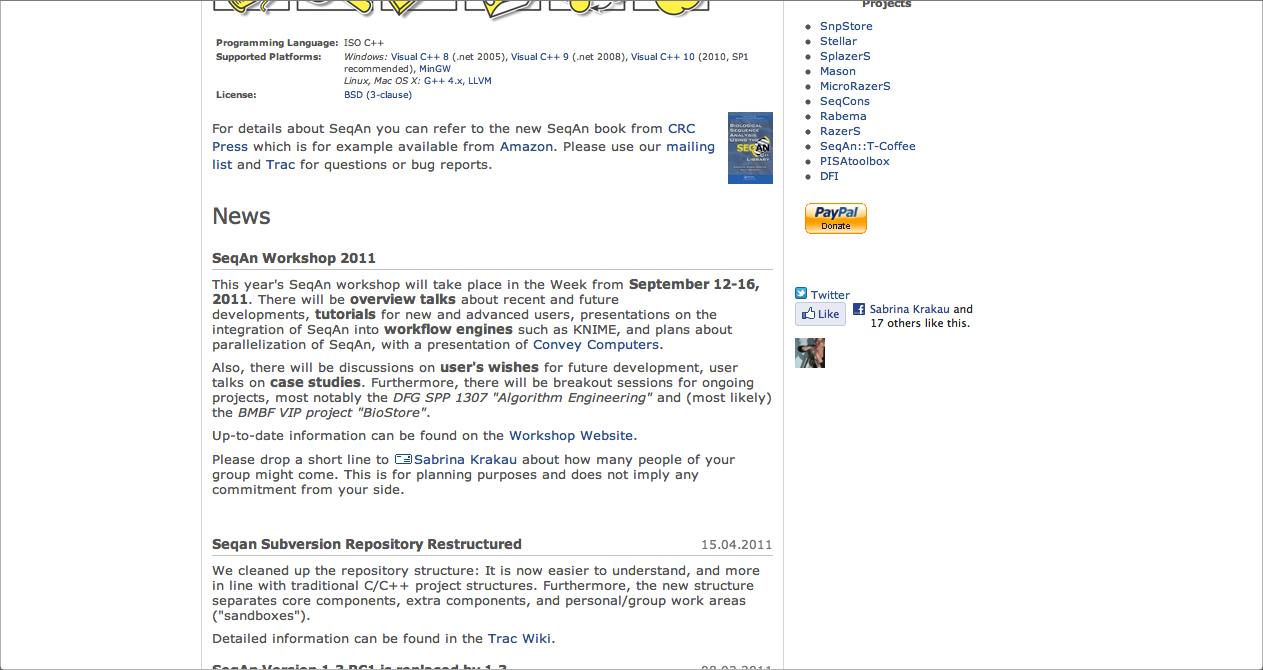 Programming Language: ISO C++
Supported Platforms: Windows: Visual C++ 8 (.net 2005), Visual C++ 9 (.net 2008), Visual C++ 10 (2010, SP1
recommended), MinGW
Linux, Mac OS X: G++ 4.x, LLVM
License: BSD (3-clause)
For details about SeqAn you can refer to the new SeqAn book from CRC
Press which is for example available from Amazon. Please use our mailing
list and Trac for questions or bug reports.
BIOLOGICAL
SEQUENCE
ANALYSIS
USING THE
SEQAN
LIBRARY
News
SeqAn Workshop 2011
This year's SeqAn workshop will take place in the Week from September 12-16,
2011. There will be overview talks about recent and future
developments, tutorials for new and advanced users, presentations on the
integration of SeqAn into workflow engines such as KNIME, and plans about
parallelization of SeqAn, with a presentation of Convey Computers.
Also, there will be discussions on user's wishes for future development, user
talks on case studies. Furthermore, there will be breakout sessions for ongoing
projects, most notably the DFG SPP 1307 "Algorithm Engineering" and (most likely)
the BMBF VIP project "BioStore".
Up-to-date information can be found on the Workshop Website.
Please drop a short line to Sabrina Krakau about how many people of your
group might come. This is for planning purposes and does not imply any
commitment from your side.
Seqan Subversion Repository Restructured 15.04.2011
We cleaned up the repository structure: It is now easier to understand, and more
in line with traditional C/C++ project structures. Furthermore, the new structure
separates core components, extra components, and personal/group work areas
("sandboxes").
Detailed information can be found in the Trac Wiki.
SeqAn Version 1.3 RC1 is replaced by 1.3
Projects
SnpStore
Stellar
SplazerS
Mason
MicroRazerS
SeqCons
Rabema
RazerS
SeqAn::T-Coffee
PISAtoolbox
DFI
PayPal
Donate
Twitter
Like
Sabrina Krakau and
17 others like this.